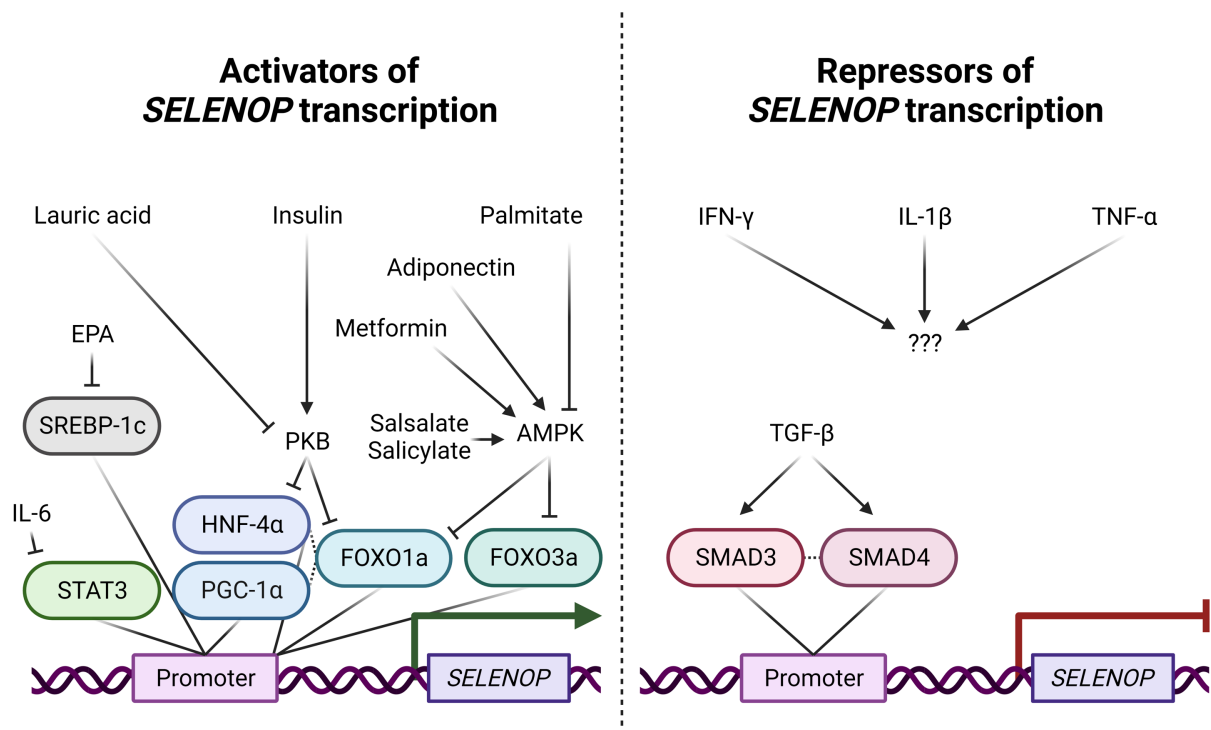 Activators of
SELENOP transcription
Lauric acid
Insulin
Palmitate
Adiponectin
Metformin
EPA
SREBP-1c
Salsalate
Salicylate
PKB
AMPK
IL-6
HNF-4α
FOXO1a
FOXO3a
STAT3
PGC-1α
Promoter
SELENOP
Repressors of
SELENOP transcription
IFN-γ
IL-1β
TNF-α
???
TGF-β
SMAD3
SMAD4
Promoter
SELENOP